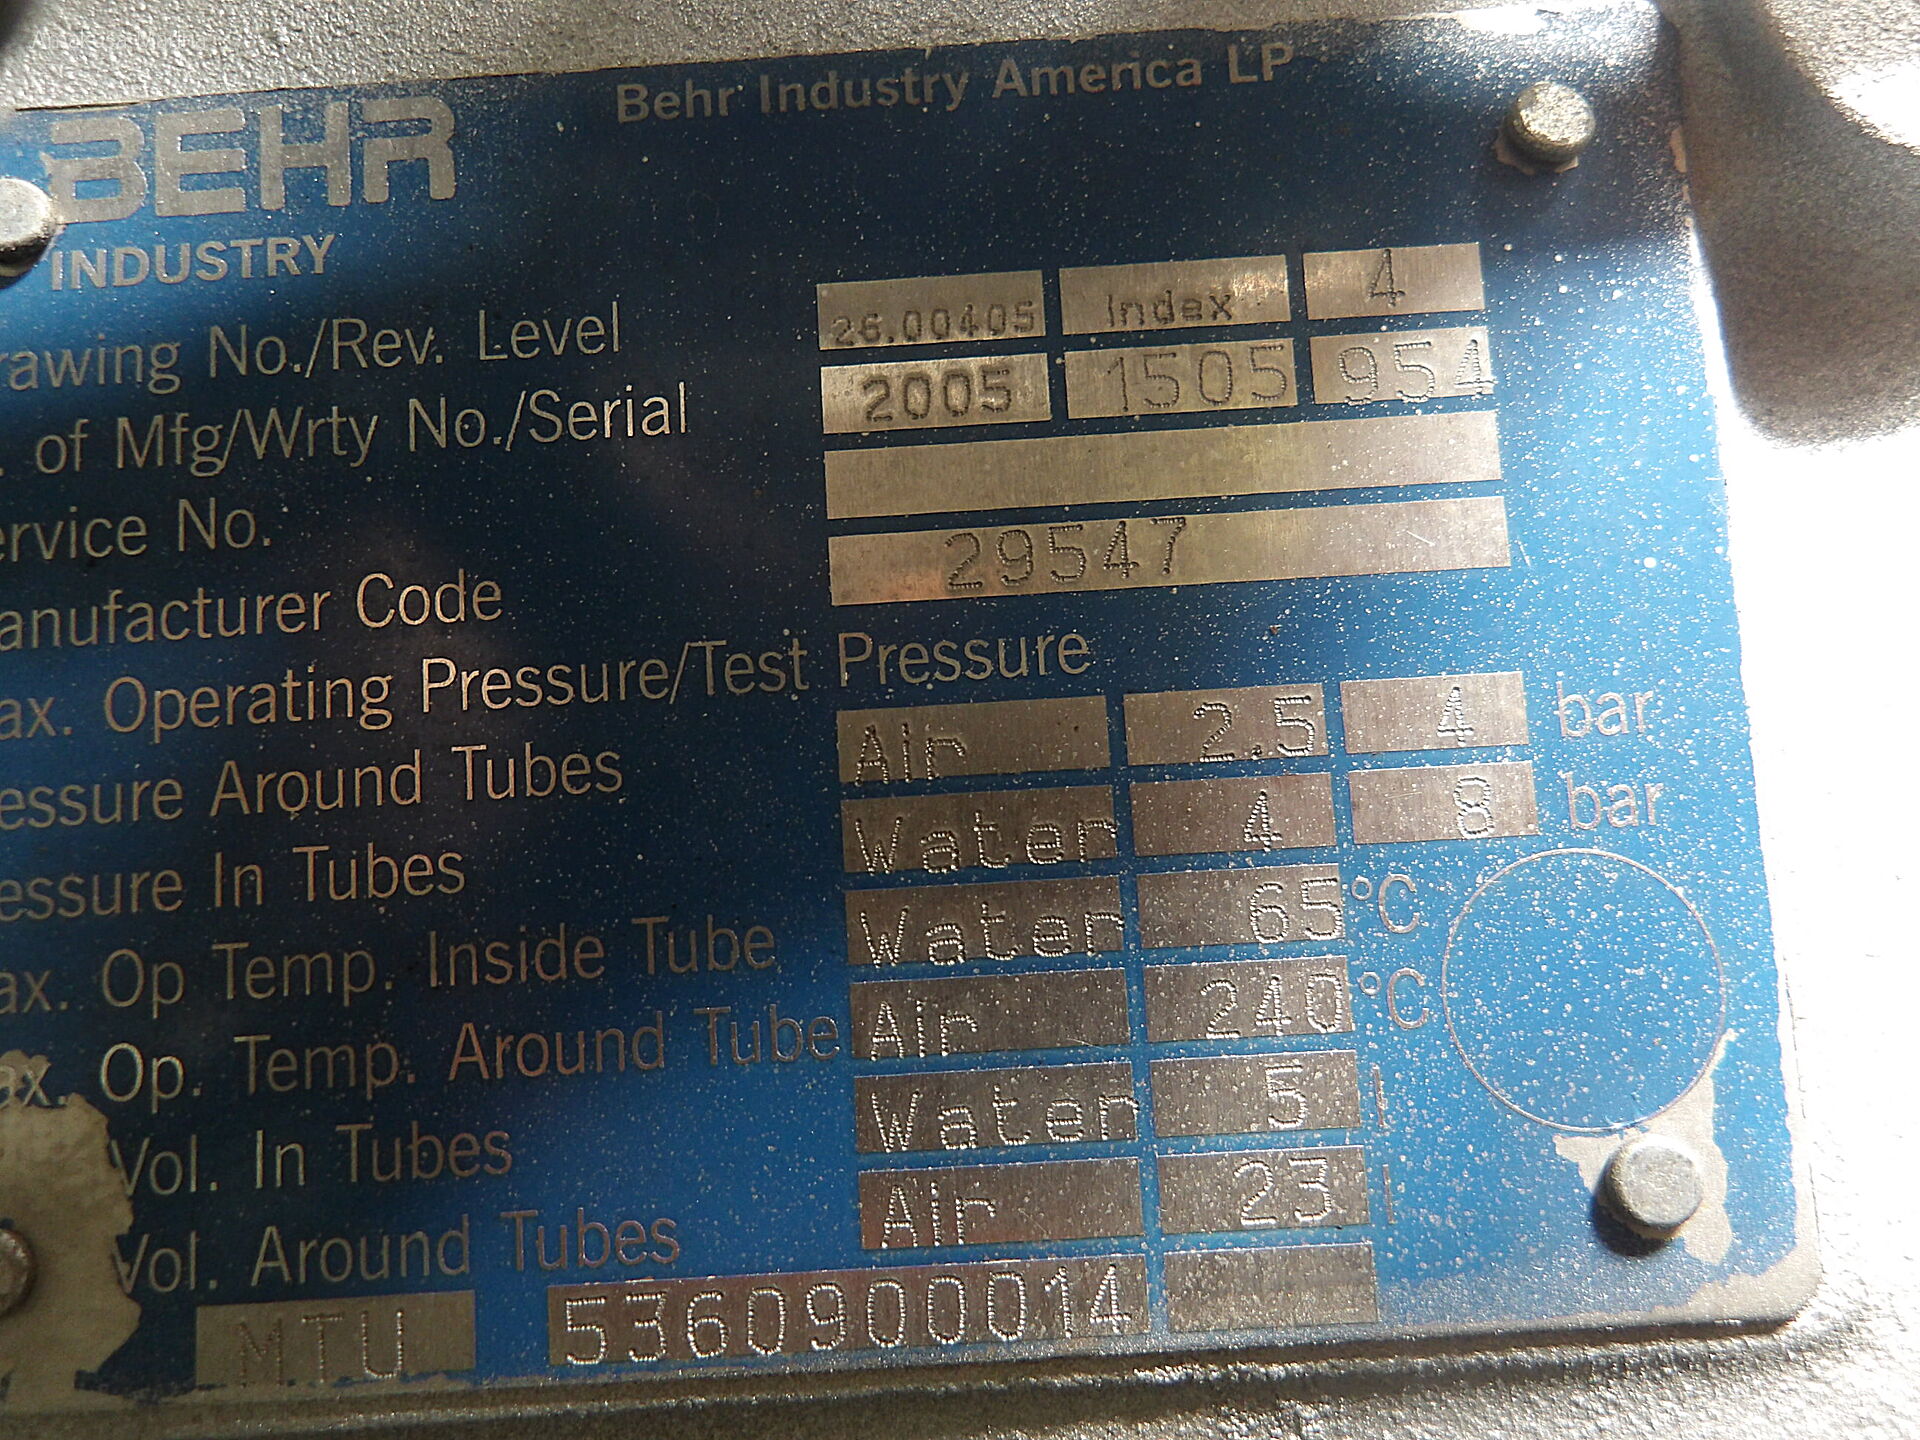 BEHR
INDUSTRY
Behr Industry America LP
rawing No./Rev. Level 26.00405 Index 4
. of Mfg/Wrty No./Serial 2005 1505 954
ervice No.
anufacturer Code 29547
ax. Operating Pressure/Test Pressure
essure Around Tubes Air 2.5 4 bar
essure In Tubes Water 4 8 bar
ax. Op Temp. Inside Tube Water 65 °C
ax. Op. Temp. Around Tube Air 240 °C
Vol. In Tubes Water 5 l
Vol. Around Tubes Air 23 l
MTU 5360900014